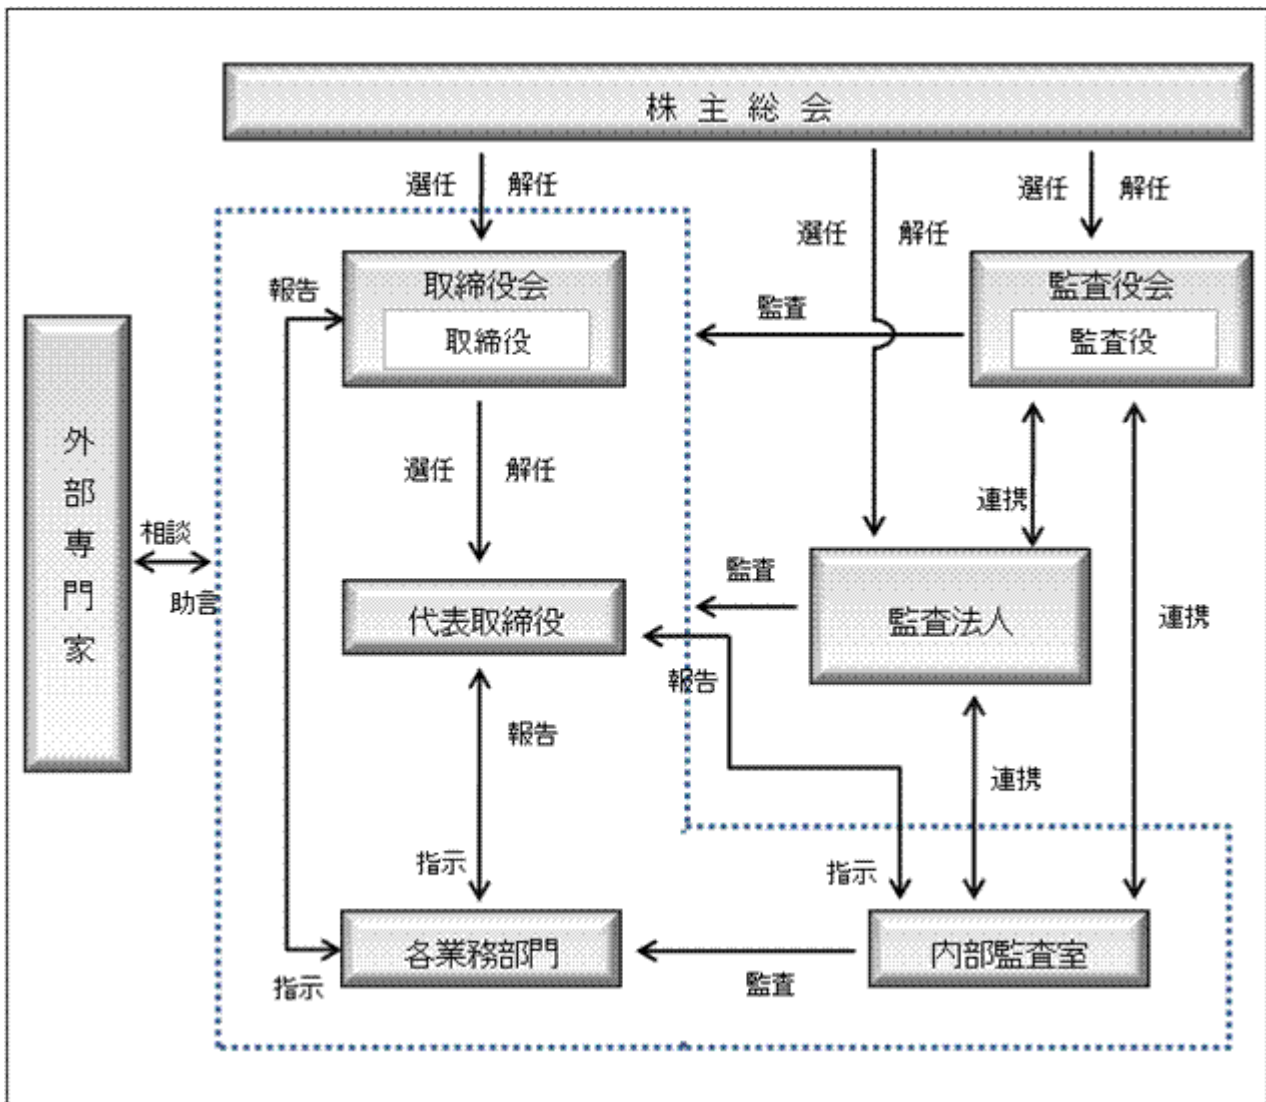 株主総会
選任 解任
選任 解任
選任 解任
報告
取締役会
取締役
監査
監査役会
監査役
外部専門家
選任 解任
連携
相談
助言
代表取締役
監査
監査法人
連携
報告
報告
連携
指示
指示
各業務部門
監査
内部監査室
指示